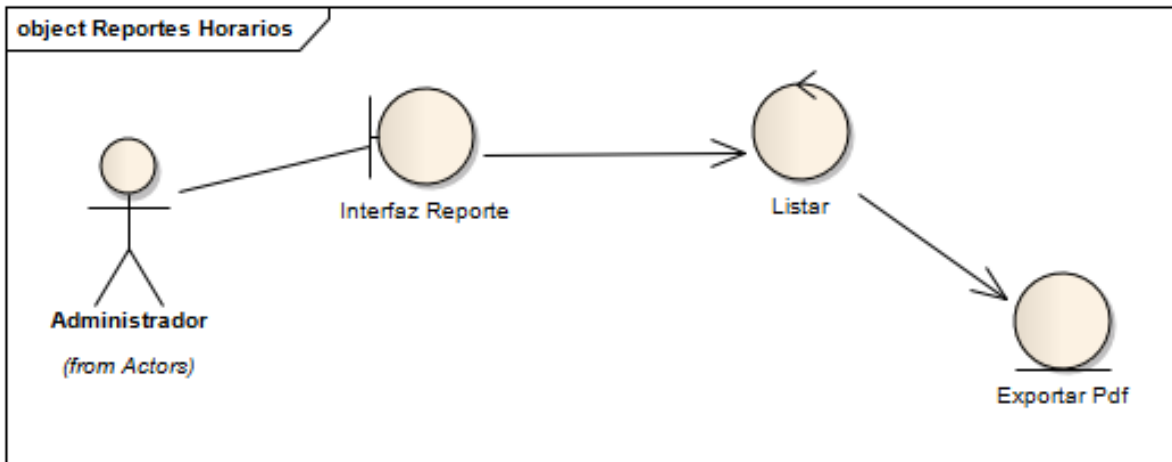 object Reportes Horarios
Interfaz Reporte
Listar
Administrador
(from Actors)
Exportar Pdf